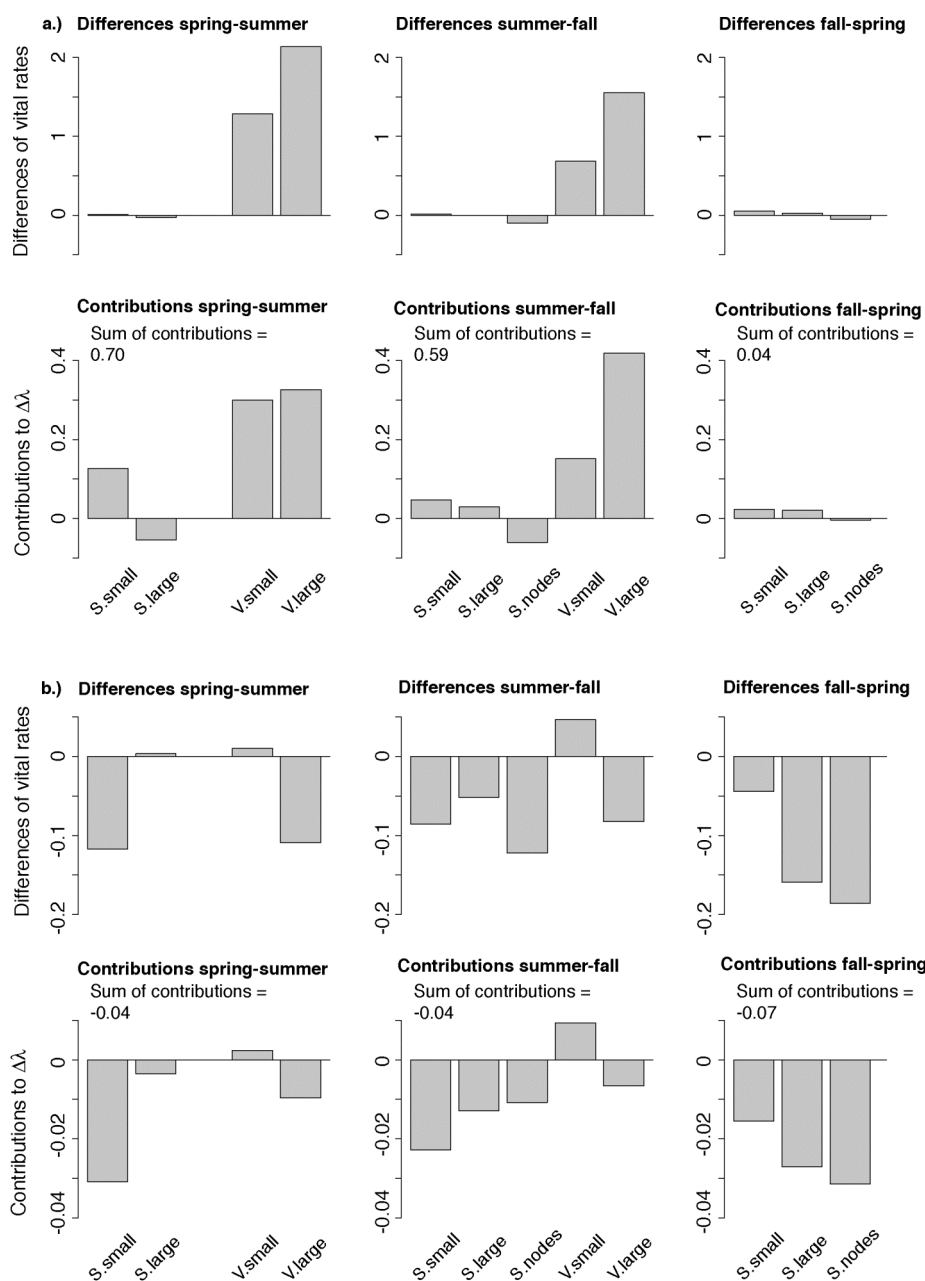 a.) Differences spring-summer
Differences summer-fall
Differences fall-spring
Differences of vital rates
2
1
0
2
1
0
2
1
0
Contributions spring-summer
Sum of contributions =
0.70
Contributions summer-fall
Sum of contributions =
0.59
Contributions fall-spring
Sum of contributions =
0.04
Contributions to Δλ
0.4
0.2
0
0.4
0.2
0
0.4
0.2
0
S.small
S.large
V.small
V.large
S.small
S.large
S.nodes
V.small
V.large
S.small
S.large
S.nodes
b.) Differences spring-summer
Differences summer-fall
Differences fall-spring
Differences of vital rates
0
-0.1
-0.2
0
-0.1
-0.2
0
-0.1
-0.2
Contributions spring-summer
Sum of contributions =
-0.04
Contributions summer-fall
Sum of contributions =
-0.04
Contributions fall-spring
Sum of contributions =
-0.07
Contributions to Δλ
0
-0.02
-0.04
0
-0.02
-0.04
0
-0.02
-0.04
S.small
S.large
V.small
V.large
S.small
S.large
S.nodes
V.small
V.large
S.small
S.large
S.nodes